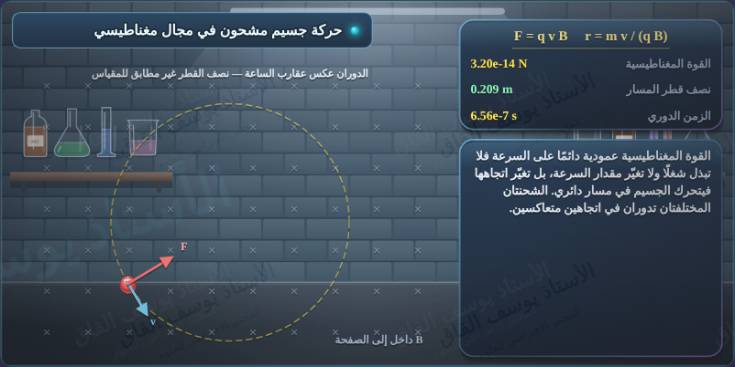 حركة جسيم مشحون في مجال مغناطيسي
الدوران عكس عقارب الساعة — نصف القطر غير مطابق للمقياس
F = q v B r = m v / (q B)
القوة المغناطيسية 3.20e-14 N
نصف قطر المسار 0.209 m
الزمن الدوري 6.56e-7 s
القوة المغناطيسية عمودية دائمًا على السرعة فلا
تبذل شغلًا ولا تغيّر مقدار السرعة، بل تغيّر اتجاهها
فيتحرك الجسيم في مسار دائري. الشحنتان
المختلفتان تدوران في اتجاهين متعاكسين.
F
v
B داخل إلى الصفحة
الأستاذ يوسف